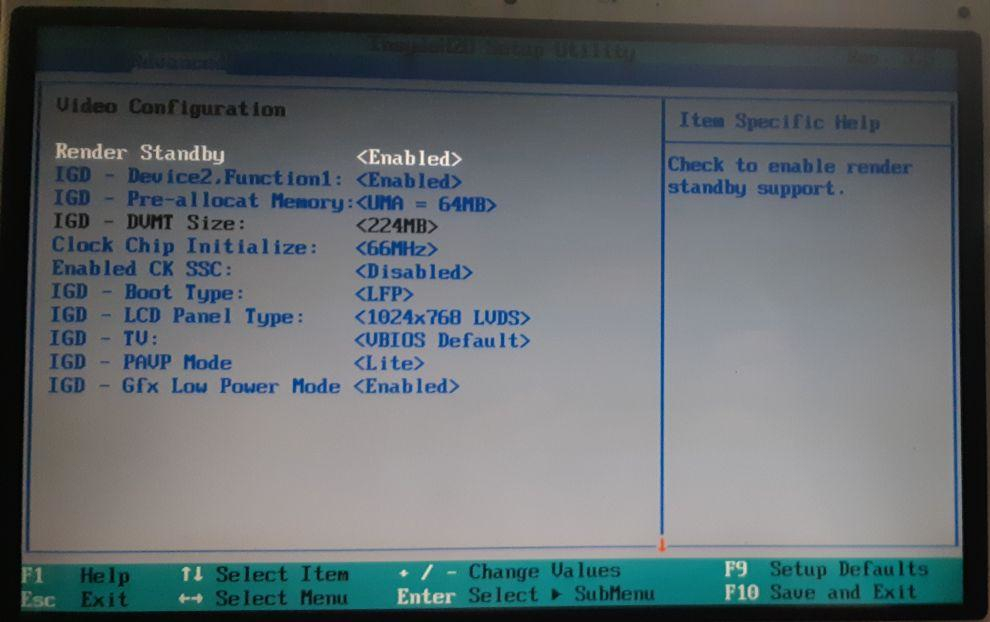 InsydeH2O Setup Utility
Advanced
Video Configuration
Item Specific Help
Render Standby <Enabled>
IGD - Device2,Function1: <Enabled>
IGD - Pre-allocat Memory:<UMA = 64MB>
IGD - DVMT Size: <224MB>
Clock Chip Initialize: <66MHz>
Enabled CK SSC: <Disabled>
IGD - Boot Type: <LFP>
IGD - LCD Panel Type: <1024x768 LVDS>
IGD - TV: <VBIOS Default>
IGD - PAVP Mode <Lite>
IGD - Gfx Low Power Mode <Enabled>
Check to enable render
standby support.
F1 Help ↑↓ Select Item + / - Change Values F9 Setup Defaults
Esc Exit ←→ Select Menu Enter Select ▶ SubMenu F10 Save and Exit